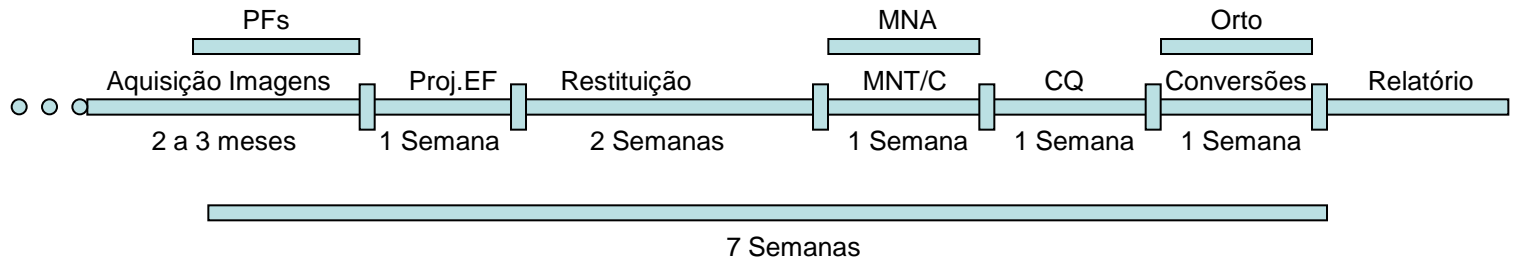 PFs MNA Orto
Aquisição Imagens Proj.EF Restituição MNT/C CQ Conversões Relatório
2 a 3 meses 1 Semana 2 Semanas 1 Semana 1 Semana 1 Semana
7 Semanas